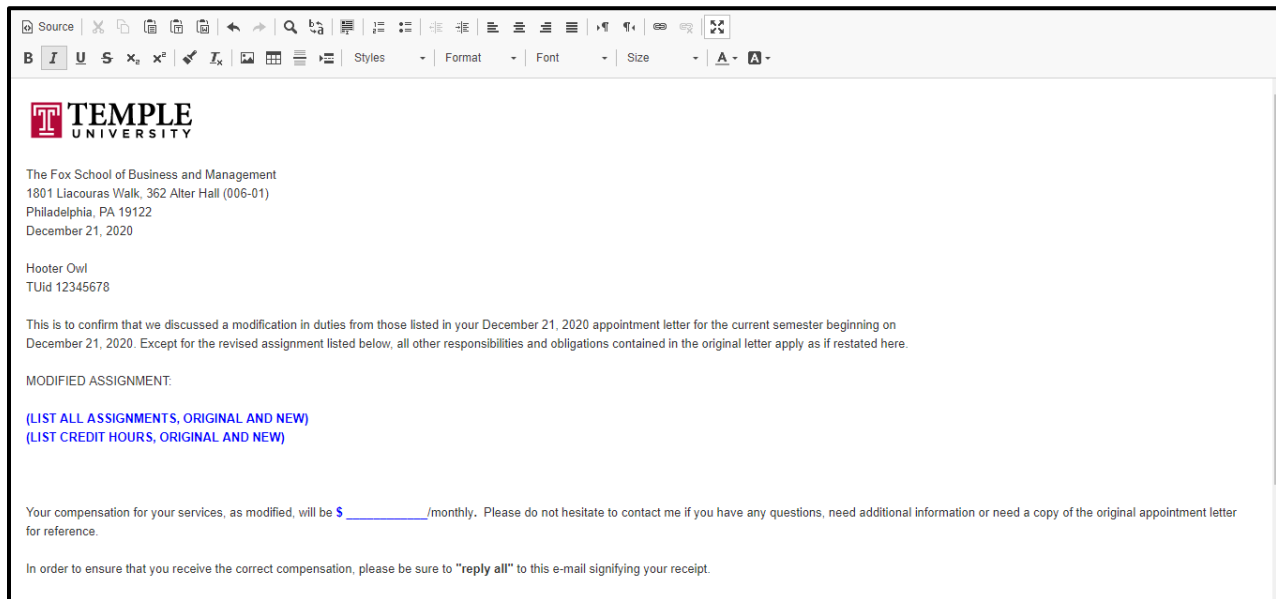 Source
B I U S x₂ x² Iₓ Styles Format Font Size A A
TEMPLE
UNIVERSITY
The Fox School of Business and Management
1801 Liacouras Walk, 362 Alter Hall (006-01)
Philadelphia, PA 19122
December 21, 2020
Hooter Owl
TUid 12345678
This is to confirm that we discussed a modification in duties from those listed in your December 21, 2020 appointment letter for the current semester beginning on
December 21, 2020. Except for the revised assignment listed below, all other responsibilities and obligations contained in the original letter apply as if restated here.
MODIFIED ASSIGNMENT:
(LIST ALL ASSIGNMENTS, ORIGINAL AND NEW)
(LIST CREDIT HOURS, ORIGINAL AND NEW)
Your compensation for your services, as modified, will be $ ____________/monthly. Please do not hesitate to contact me if you have any questions, need additional information or need a copy of the original appointment letter
for reference.
In order to ensure that you receive the correct compensation, please be sure to "reply all" to this e-mail signifying your receipt.